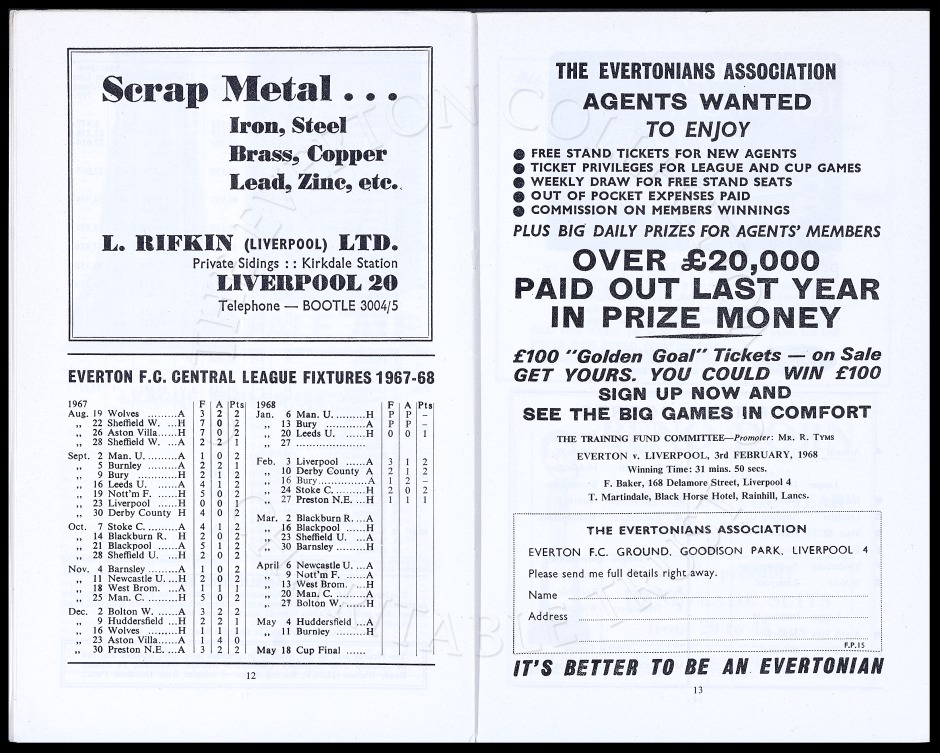 Scrap Metal . . .
Iron, Steel
Brass, Copper
Lead, Zinc, etc.
L. RIFKIN (LIVERPOOL) LTD.
Private Sidings : : Kirkdale Station
LIVERPOOL 20
Telephone — BOOTLE 3004/5
EVERTON F.C. CENTRAL LEAGUE FIXTURES 1967-68
1967 F A Pts
Aug. 19 Wolves ........A 3 2 2
,, 22 Sheffield W. ...H 7 0 2
,, 26 Aston Villa......H 7 0 2
,, 28 Sheffield W. ...A 2 2 1
Sept. 2 Man. U..........A 1 0 2
,, 5 Burnley .........A 2 2 1
,, 9 Bury ............H 2 1 2
,, 16 Leeds U. .......A 4 1 2
,, 19 Nott'm F. ......H 5 0 2
,, 23 Liverpool ......H 0 0 1
,, 30 Derby County H 4 0 2
Oct. 7 Stoke C. .........A 4 1 2
,, 14 Blackburn R. H 2 0 2
,, 21 Blackpool ......A 5 1 2
,, 28 Sheffield U. ...H 2 0 2
Nov. 4 Barnsley .........A 1 0 2
,, 11 Newcastle U. ...H 2 0 2
,, 18 West Brom. ...A 1 1 1
,, 25 Man. C. .........H 5 0 2
Dec. 2 Bolton W. ......A 3 2 2
,, 9 Huddersfield ...H 2 2 1
,, 16 Wolves .........H 1 1 1
,, 23 Aston Villa......A 1 4 0
,, 30 Preston N.E. ...A 3 2 2
1968 F A Pts
Jan. 6 Man. U..........H P P –
,, 13 Bury ............A P P –
,, 20 Leeds U. ......H 0 0 1
,, 27 .....................
Feb. 3 Liverpool ......A 3 1 2
,, 10 Derby County A 2 1 2
,, 16 Bury...............A 1 2 –
,, 24 Stoke C. .........H 2 0 2
,, 27 Preston N.E. ...H 1 1 1
Mar. 2 Blackburn R. ...A
,, 16 Blackpool ......H
,, 23 Sheffield U. ...A
,, 30 Barnsley .........H
April 6 Newcastle U. ...A
,, 9 Nott'm F. ......A
,, 13 West Brom. ...H
,, 20 Man. C. .........A
,, 27 Bolton W. ......H
May 4 Huddersfield ...A
,, 11 Burnley .........H
May 18 Cup Final ......
12
THE EVERTONIANS ASSOCIATION
AGENTS WANTED
TO ENJOY
● FREE STAND TICKETS FOR NEW AGENTS
● TICKET PRIVILEGES FOR LEAGUE AND CUP GAMES
● WEEKLY DRAW FOR FREE STAND SEATS
● OUT OF POCKET EXPENSES PAID
● COMMISSION ON MEMBERS WINNINGS
PLUS BIG DAILY PRIZES FOR AGENTS' MEMBERS
OVER £20,000
PAID OUT LAST YEAR
IN PRIZE MONEY
£100 "Golden Goal" Tickets — on Sale
GET YOURS. YOU COULD WIN £100
SIGN UP NOW AND
SEE THE BIG GAMES IN COMFORT
THE TRAINING FUND COMMITTEE—Promoter: MR. R. TYMS
EVERTON v. LIVERPOOL, 3rd FEBRUARY, 1968
Winning Time: 31 mins. 50 secs.
F. Baker, 168 Delamore Street, Liverpool 4
T. Martindale, Black Horse Hotel, Rainhill, Lancs.
THE EVERTONIANS ASSOCIATION
EVERTON F.C. GROUND, GOODISON PARK, LIVERPOOL 4
Please send me full details right away.
Name
Address
F.P.15
IT'S BETTER TO BE AN EVERTONIAN
13